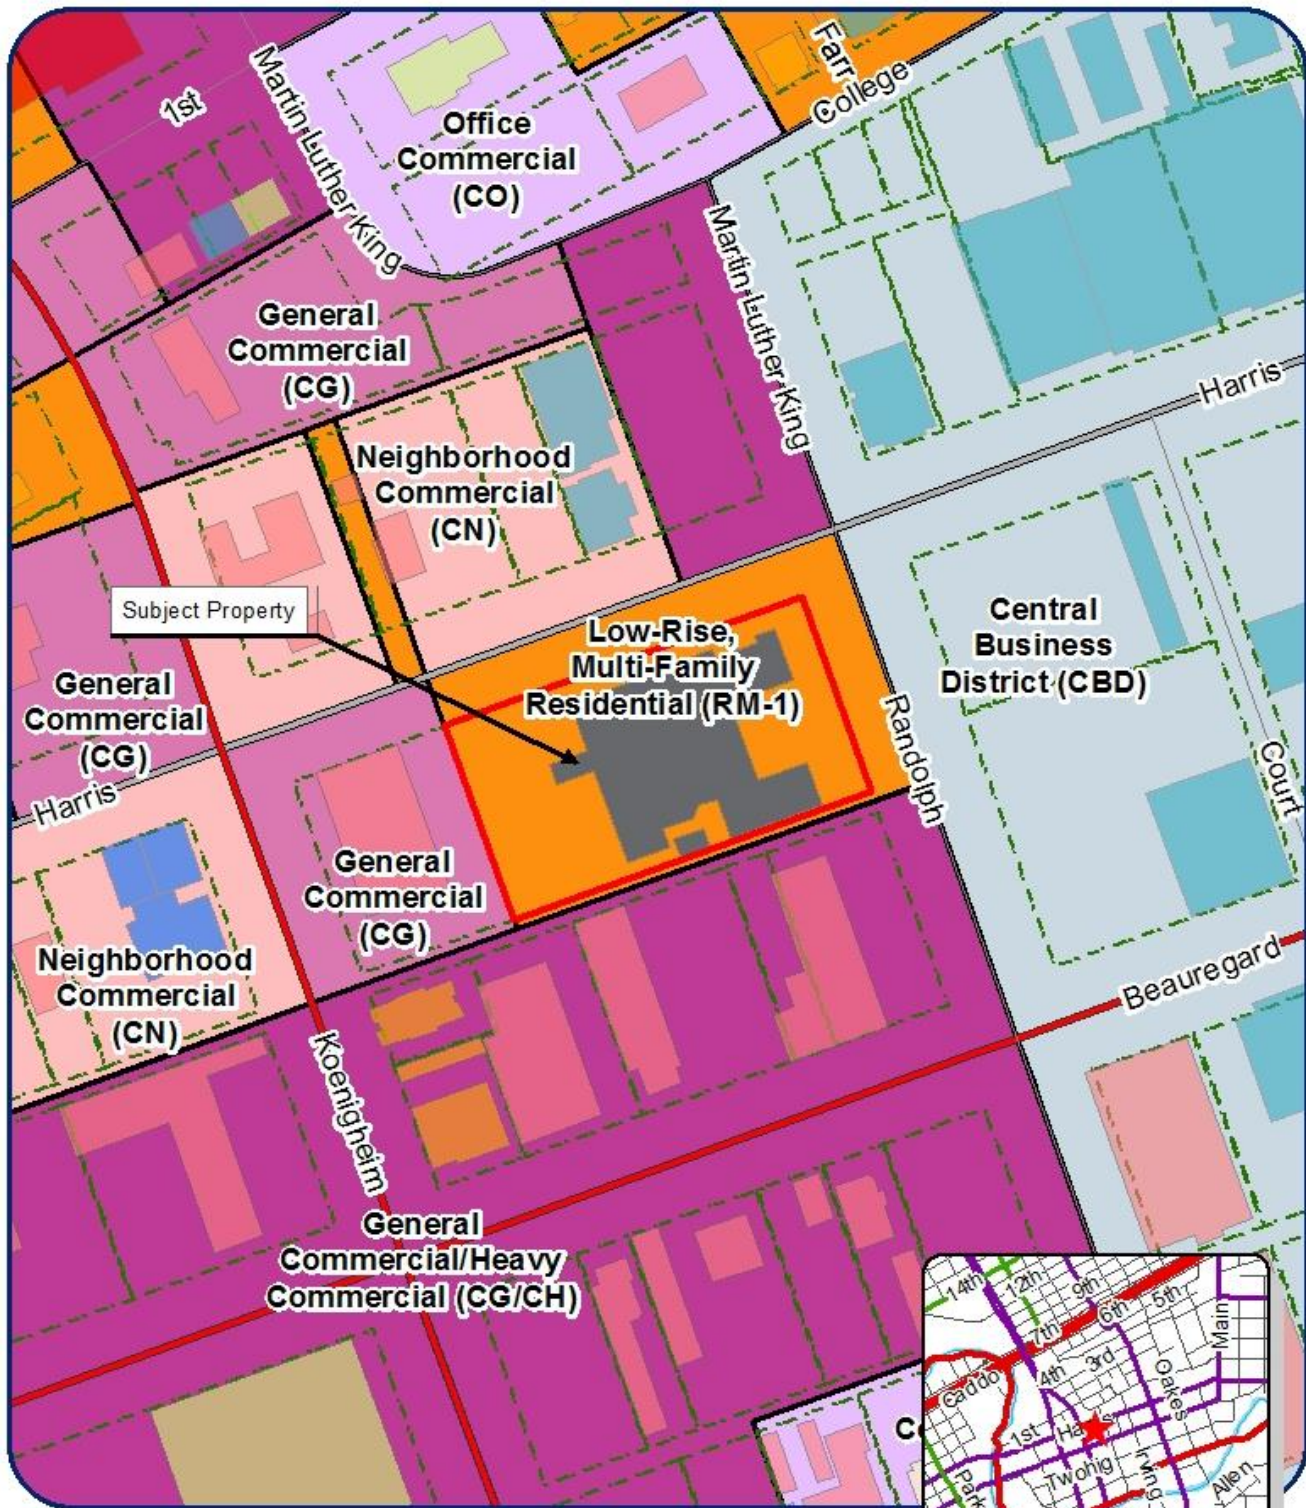 1st
Martin Luther King
Office
Commercial
(CO)
Farr
College
Martin Luther King
General
Commercial
(CG)
Harris
Neighborhood
Commercial
(CN)
Subject Property
Low-Rise,
Multi-Family
Residential (RM-1)
Central
Business
District (CBD)
General
Commercial
(CG)
Harris
Randolph
Court
General
Commercial
(CG)
Neighborhood
Commercial
(CN)
Beauregard
Koenigheim
General
Commercial/Heavy
Commercial (CG/CH)
14th
12th
9th
5th
6th
7th
Main
3rd
4th
Caddo
Oakes
1st
Twohig
Irving
Allen
Park